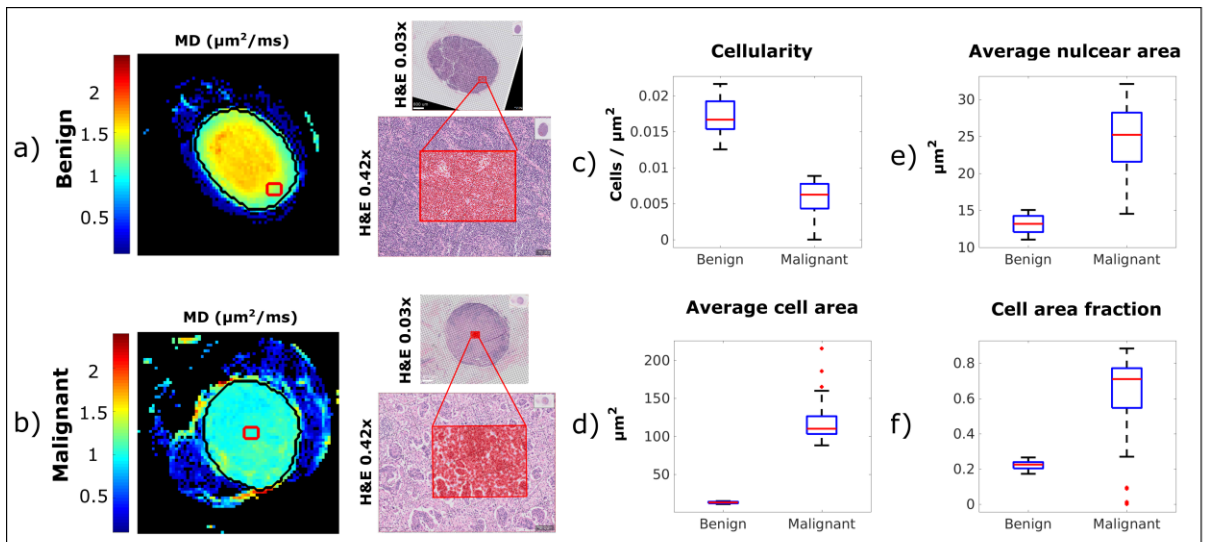 a)
Benign
MD (µm²/ms)
2
1.5
1
0.5
H&E 0.03x
H&E 0.42x
b)
Malignant
MD (µm²/ms)
2
1.5
1
0.5
H&E 0.03x
H&E 0.42x
c)
Cellularity
Cells / µm²
0.02
0.015
0.01
0.005
0
Benign Malignant
d)
Average cell area
µm²
200
150
100
50
Benign Malignant
e)
Average nulcear area
µm²
30
25
20
15
10
Benign Malignant
f)
Cell area fraction
0.8
0.6
0.4
0.2
0
Benign Malignant